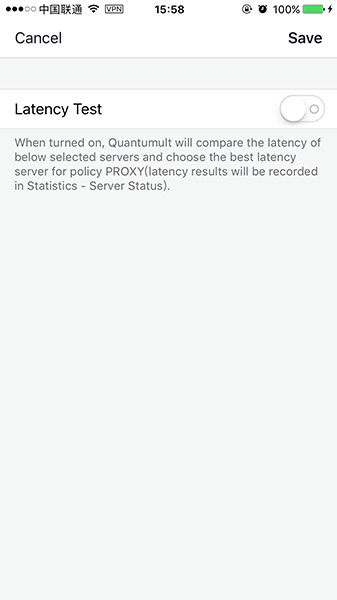 中国联通 VPN 15:58 100%
Cancel Save
Latency Test
When turned on, Quantumult will compare the latency of
below selected servers and choose the best latency
server for policy PROXY(latency results will be recorded
in Statistics - Server Status).